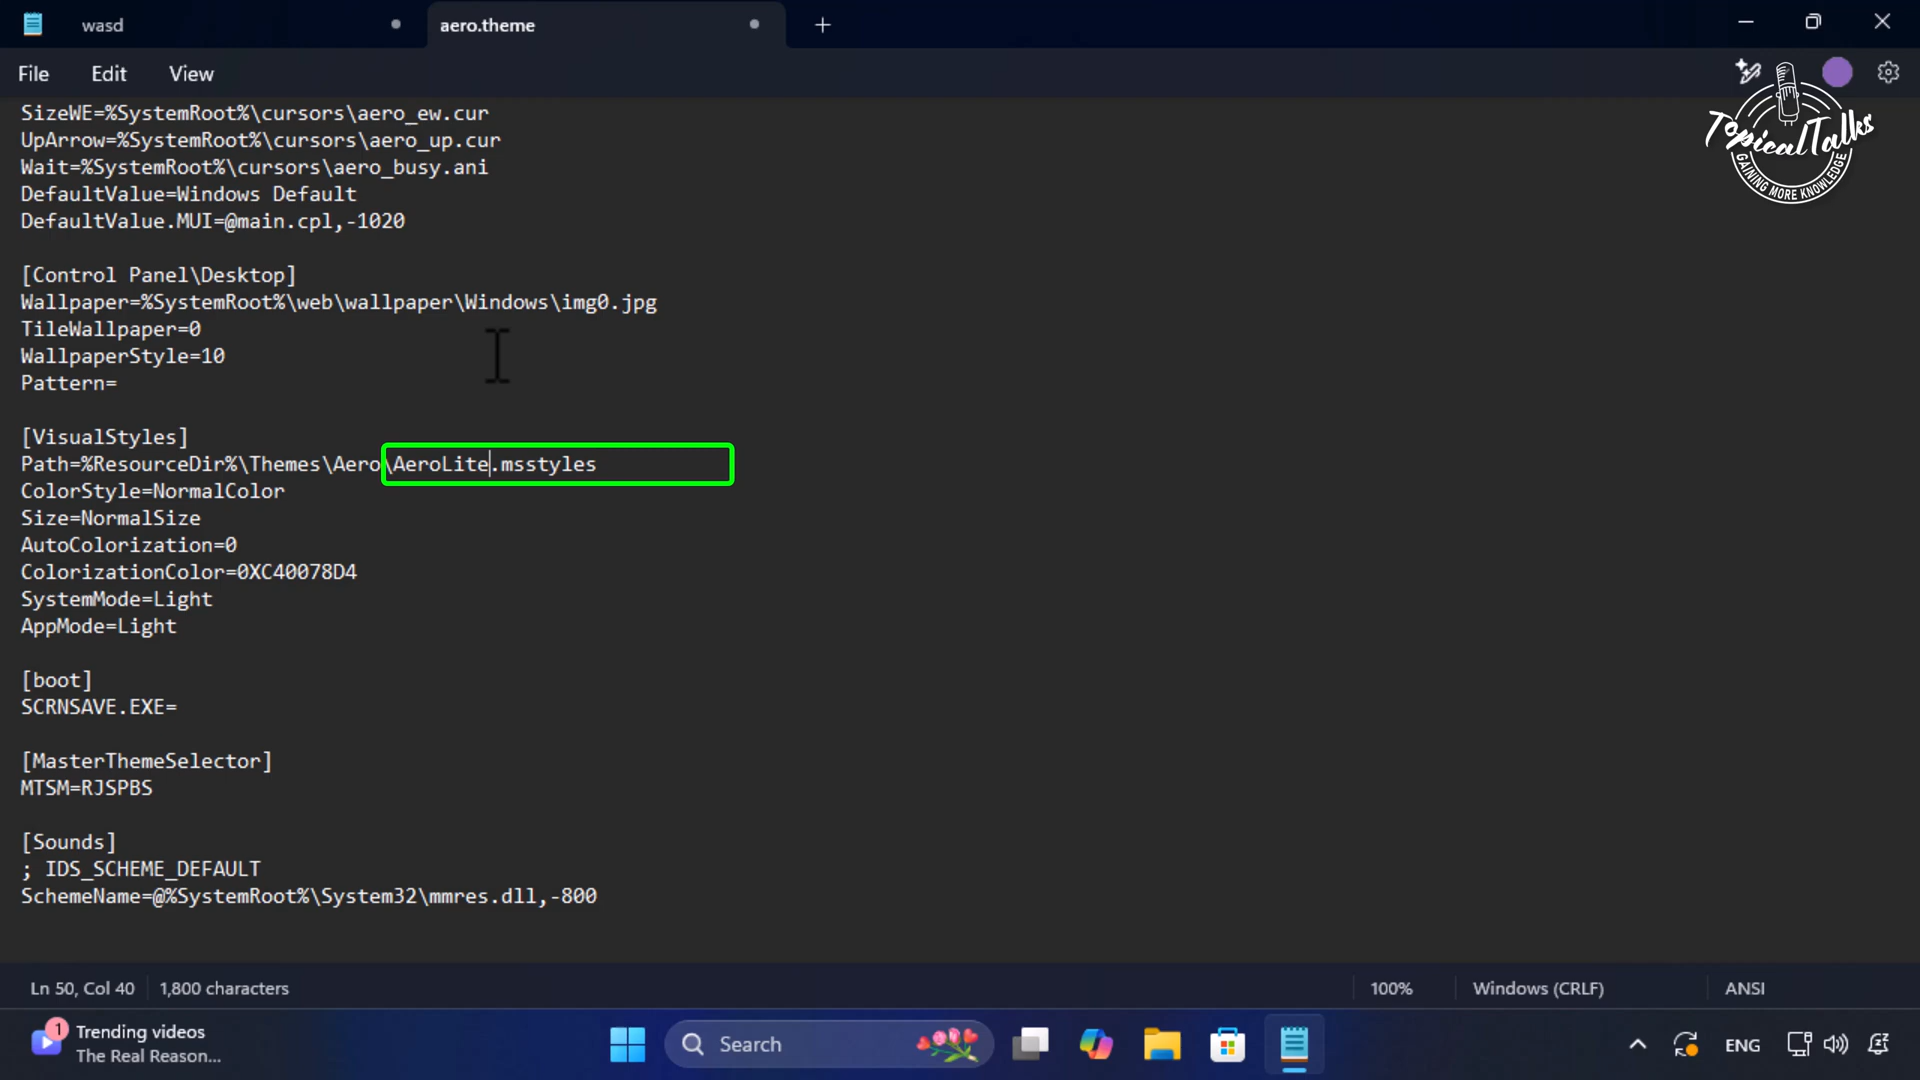 wasd
aero.theme
File Edit View
TopicalTalks
GAINING MORE KNOWLEDGE
SizeWE=%SystemRoot%\cursors\aero_ew.cur
UpArrow=%SystemRoot%\cursors\aero_up.cur
Wait=%SystemRoot%\cursors\aero_busy.ani
DefaultValue=Windows Default
DefaultValue.MUI=@main.cpl,-1020
[Control Panel\Desktop]
Wallpaper=%SystemRoot%\web\wallpaper\Windows\img0.jpg
TileWallpaper=0
WallpaperStyle=10
Pattern=
[VisualStyles]
Path=%ResourceDir%\Themes\Aero\AeroLite.msstyles
ColorStyle=NormalColor
Size=NormalSize
AutoColorization=0
ColorizationColor=0XC40078D4
SystemMode=Light
AppMode=Light
[boot]
SCRNSAVE.EXE=
[MasterThemeSelector]
MTSM=RJSPBS
[Sounds]
; IDS_SCHEME_DEFAULT
SchemeName=@%SystemRoot%\System32\mmres.dll,-800
Ln 50, Col 40 1,800 characters 100% Windows (CRLF) ANSI
1
Trending videos
The Real Reason...
Search
ENG